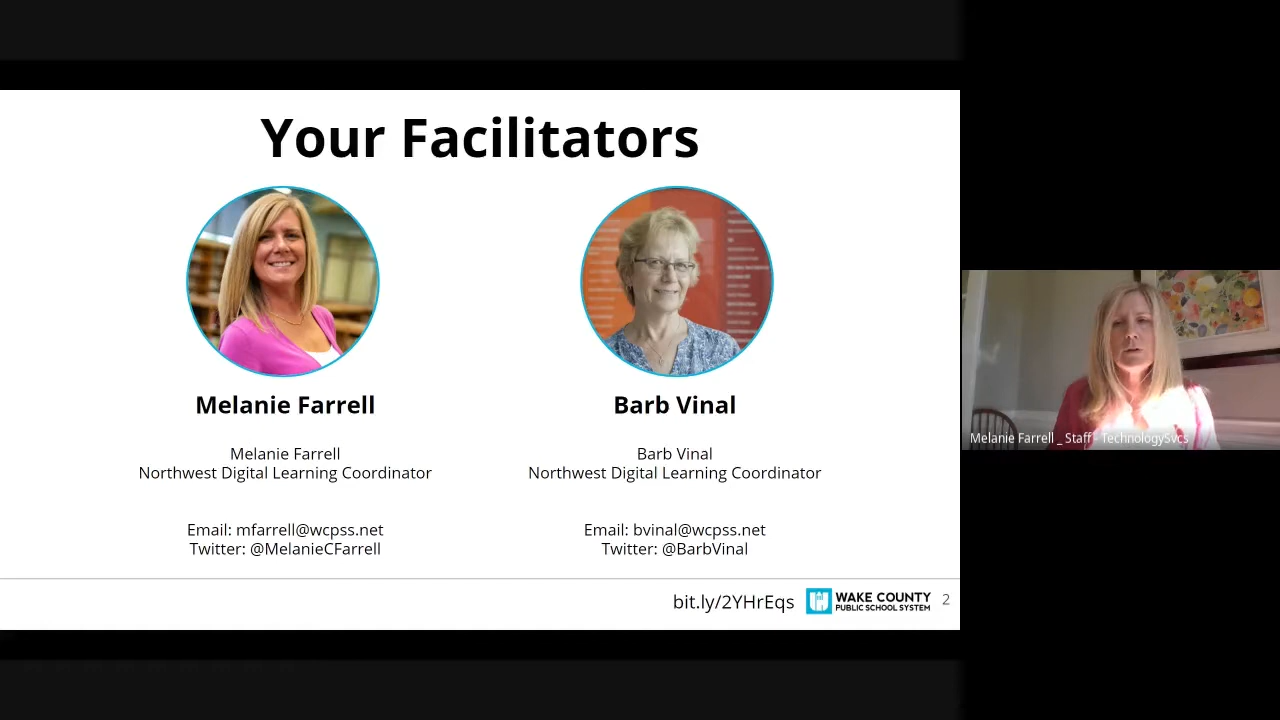 Your Facilitators
Melanie Farrell
Melanie Farrell
Northwest Digital Learning Coordinator
Email: mfarrell@wcpss.net
Twitter: @MelanieCFarrell
Barb Vinal
Barb Vinal
Northwest Digital Learning Coordinator
Email: bvinal@wcpss.net
Twitter: @BarbVinal
bit.ly/2YHrEqs
WAKE COUNTY
PUBLIC SCHOOL SYSTEM
2
Melanie Farrell _ Staff - TechnologySvcs